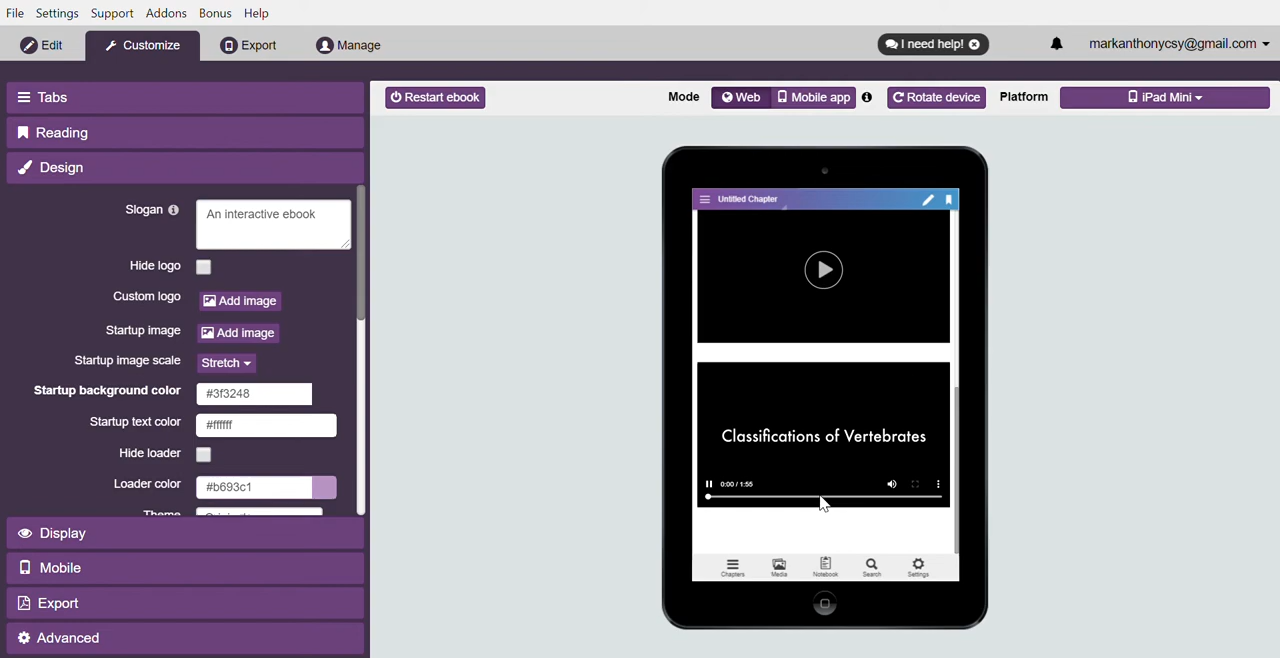 File Settings Support Addons Bonus Help
Edit Customize Export Manage I need help! markanthonycsy@gmail.com
Tabs
Restart ebook Mode Web Mobile app Rotate device Platform iPad Mini
Reading
Design
Slogan An interactive ebook
Hide logo
Custom logo Add image
Startup image Add image
Startup image scale Stretch
Startup background color #3f3248
Startup text color #ffffff
Hide loader
Loader color #b693c1
Theme
Display
Mobile
Export
Advanced
Untitled Chapter
Classifications of Vertebrates
0:00 / 1:55
Chapters Media Notebook Search Settings